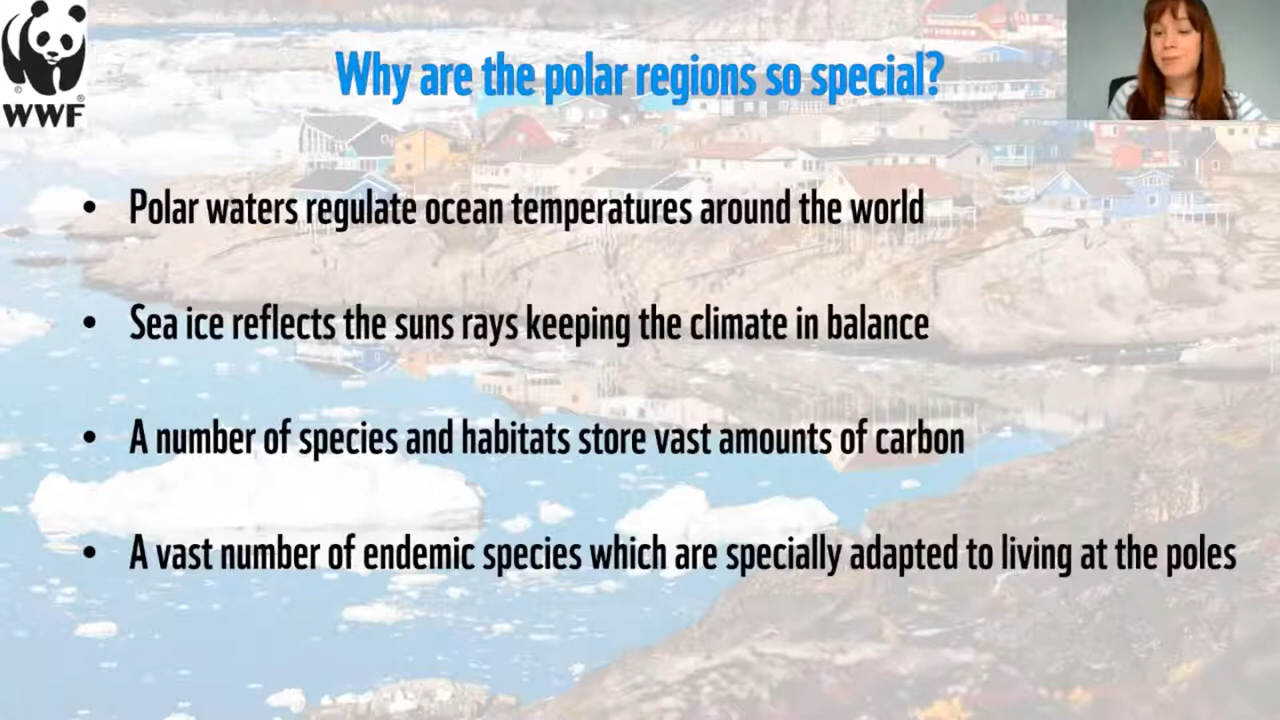 WWF
Why are the polar regions so special?
• Polar waters regulate ocean temperatures around the world
• Sea ice reflects the suns rays keeping the climate in balance
• A number of species and habitats store vast amounts of carbon
• A vast number of endemic species which are specially adapted to living at the poles